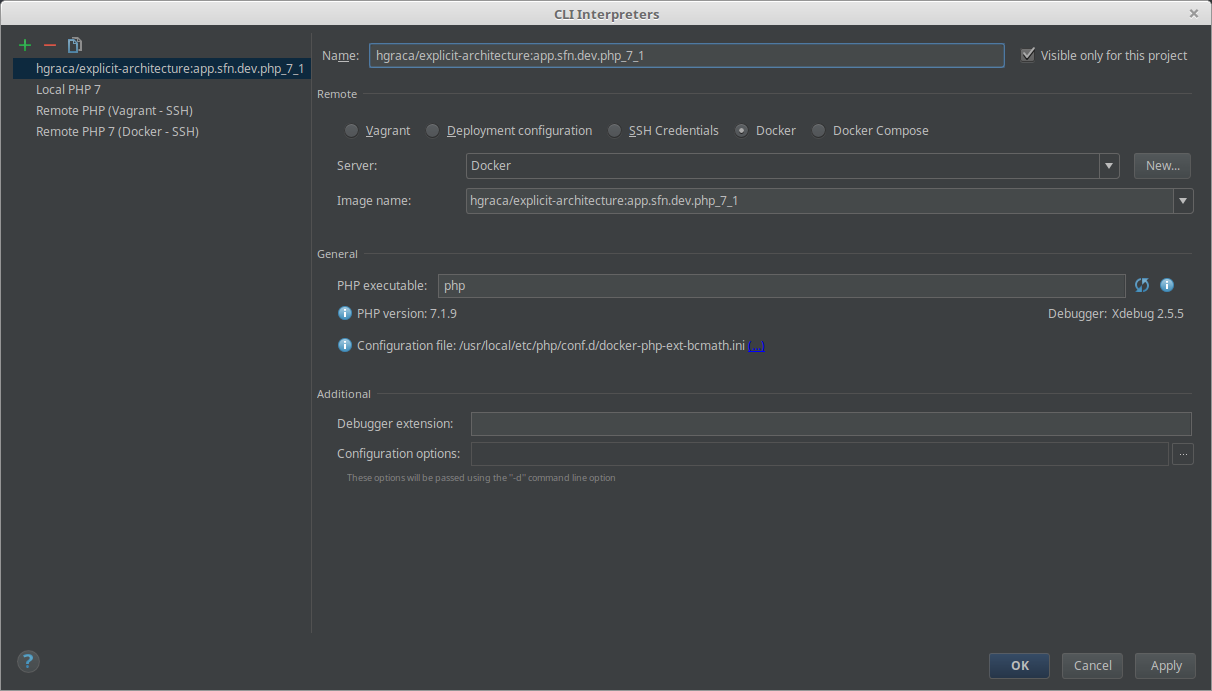 CLI Interpreters
hgraca/explicit-architecture:app.sfn.dev.php_7_1
Local PHP 7
Remote PHP (Vagrant - SSH)
Remote PHP 7 (Docker - SSH)
Name: hgraca/explicit-architecture:app.sfn.dev.php_7_1 Visible only for this project
Remote
Vagrant Deployment configuration SSH Credentials Docker Docker Compose
Server: Docker New...
Image name: hgraca/explicit-architecture:app.sfn.dev.php_7_1
General
PHP executable: php
PHP version: 7.1.9 Debugger: Xdebug 2.5.5
Configuration file: /usr/local/etc/php/conf.d/docker-php-ext-bcmath.ini (...)
Additional
Debugger extension:
Configuration options: ...
These options will be passed using the "-d" command line option
? OK Cancel Apply